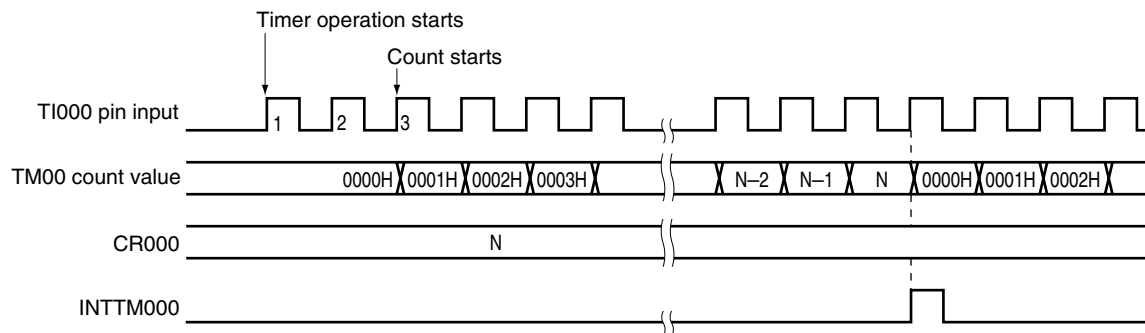 Timer operation starts
Count starts
TI000 pin input
1 2 3
TM00 count value
0000H 0001H 0002H 0003H N–2 N–1 N 0000H 0001H 0002H
CR000
N
INTTM000